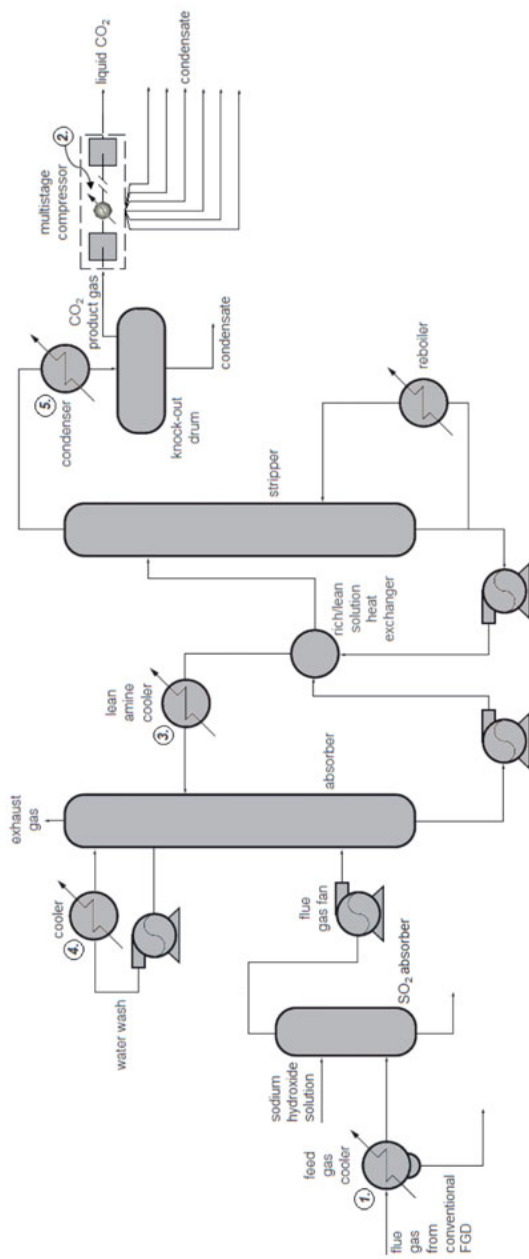 flue
gas
from
conventional
FGD
1.
feed
gas
cooler
sodium
hydroxide
solution
SO₂ absorber
flue
gas fan
water wash
4.
cooler
exhaust
gas
absorber
3.
lean
amine
cooler
rich/lean
solution
heat
exchanger
stripper
reboiler
5.
condenser
knock-out
drum
condensate
CO₂
product gas
multistage
compressor
2.
liquid CO₂
condensate